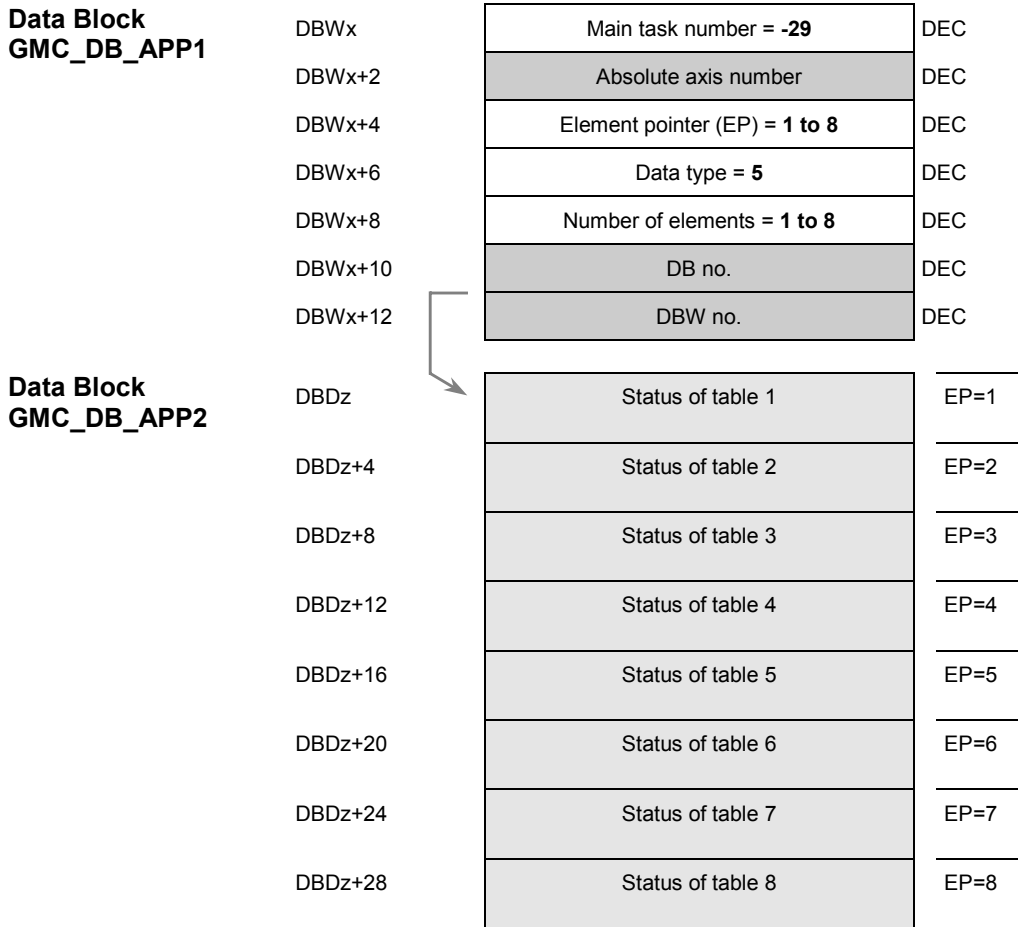 Data Block
GMC_DB_APP1
DBWx Main task number = -29 DEC
DBWx+2 Absolute axis number DEC
DBWx+4 Element pointer (EP) = 1 to 8 DEC
DBWx+6 Data type = 5 DEC
DBWx+8 Number of elements = 1 to 8 DEC
DBWx+10 DB no. DEC
DBWx+12 DBW no. DEC
Data Block
GMC_DB_APP2
DBDz Status of table 1 EP=1
DBDz+4 Status of table 2 EP=2
DBDz+8 Status of table 3 EP=3
DBDz+12 Status of table 4 EP=4
DBDz+16 Status of table 5 EP=5
DBDz+20 Status of table 6 EP=6
DBDz+24 Status of table 7 EP=7
DBDz+28 Status of table 8 EP=8